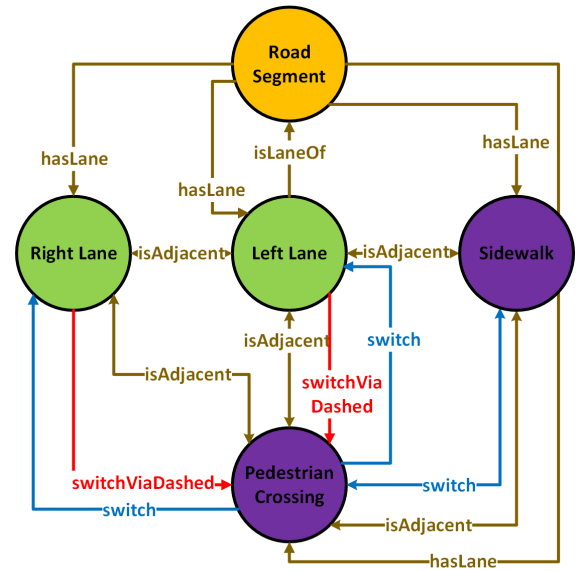 Road
Segment
isLaneOf
hasLane
hasLane
hasLane
Right Lane
isAdjacent
Left Lane
isAdjacent
Sidewalk
isAdjacent
switch
isAdjacent
switchVia
Dashed
switchViaDashed
Pedestrian
Crossing
switch
switch
isAdjacent
hasLane